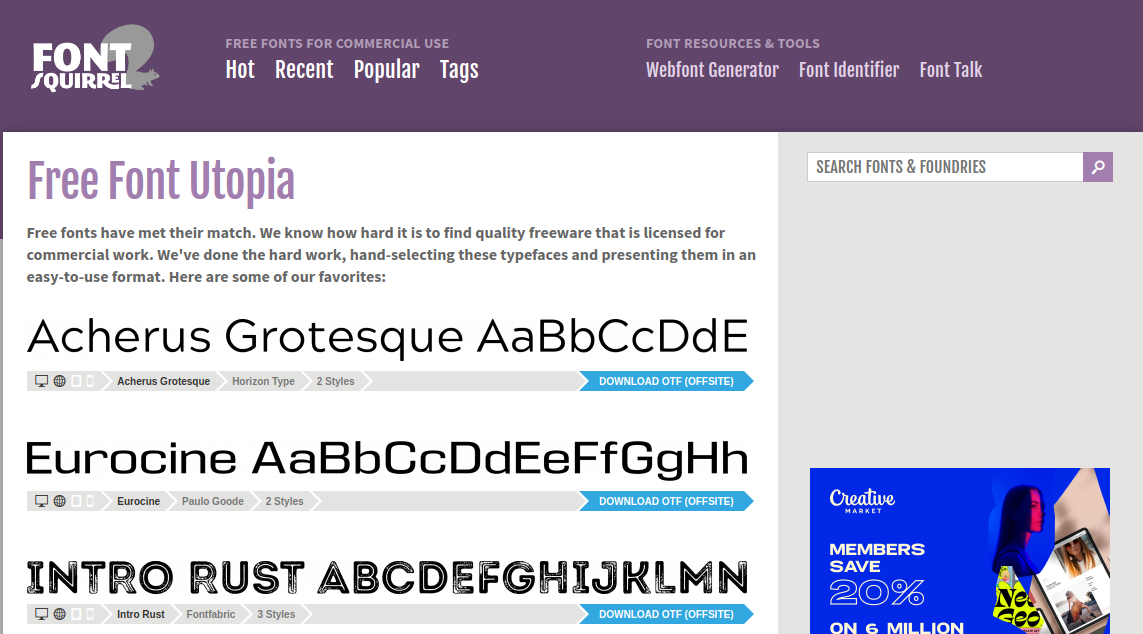 FONT
SQUIRREL
FREE FONTS FOR COMMERCIAL USE
Hot Recent Popular Tags
FONT RESOURCES & TOOLS
Webfont Generator Font Identifier Font Talk
Free Font Utopia
Free fonts have met their match. We know how hard it is to find quality freeware that is licensed for
commercial work. We've done the hard work, hand-selecting these typefaces and presenting them in an
easy-to-use format. Here are some of our favorites:
SEARCH FONTS & FOUNDRIES
Acherus Grotesque AaBbCcDdE
Acherus Grotesque Horizon Type 2 Styles DOWNLOAD OTF (OFFSITE)
Eurocine AaBbCcDdEeFfGgHh
Eurocine Paulo Goode 2 Styles DOWNLOAD OTF (OFFSITE)
INTRO RUST ABCDEFGHIJKLMN
Intro Rust Fontfabric 3 Styles DOWNLOAD OTF (OFFSITE)
Creative
MARKET
MEMBERS
SAVE
20%
ON 6 MILLION
Neo
Geo